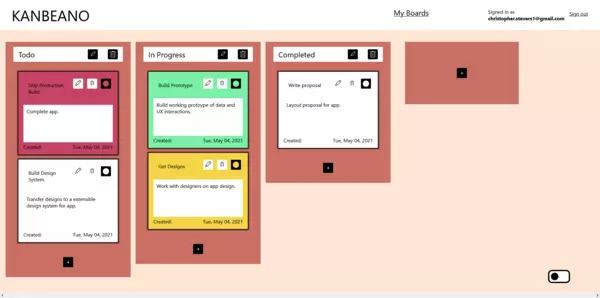 KANBEANO
My Boards
Signed in as
christopher.stevers1@gmail.com
Sign out
Todo
Ship Production
Build
Complete app.
Created: Tue, May 04, 2021
Build Design
System.
Transfer designs to a extensible
design system for app.
Created: Tue, May 04, 2021
+
In Progress
Build Prototype
Build working protoype of data and
UX interactions.
Created: Tue, May 04, 2021
Get Designs
Work with designers on app design.
Created: Tue, May 04, 2021
+
Completed
Write proposal
Layout proposal for app.
Created: Tue, May 04, 2021
+
+